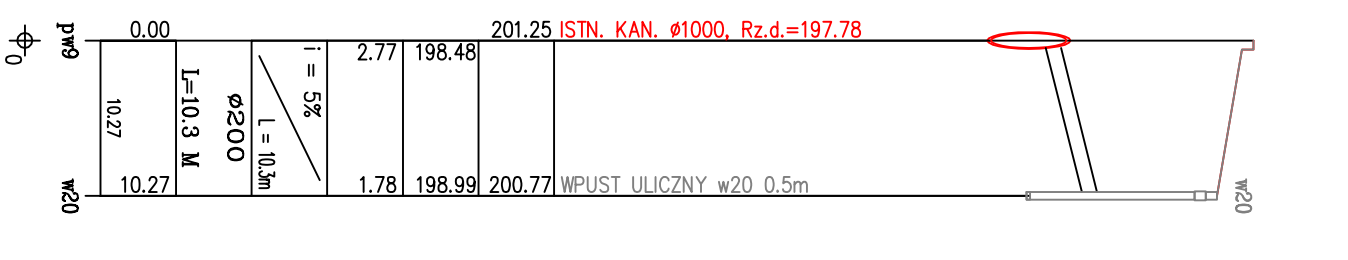 0
pw9
0.00
201.25 ISTN. KAN. ø1000, Rz.d.=197.78
2.77
198.48
i = 5%
L = 10.3m
ø200
L=10.3 M
10.27
w20
10.27
1.78
198.99
200.77
WPUST ULICZNY w20 0.5m
w20